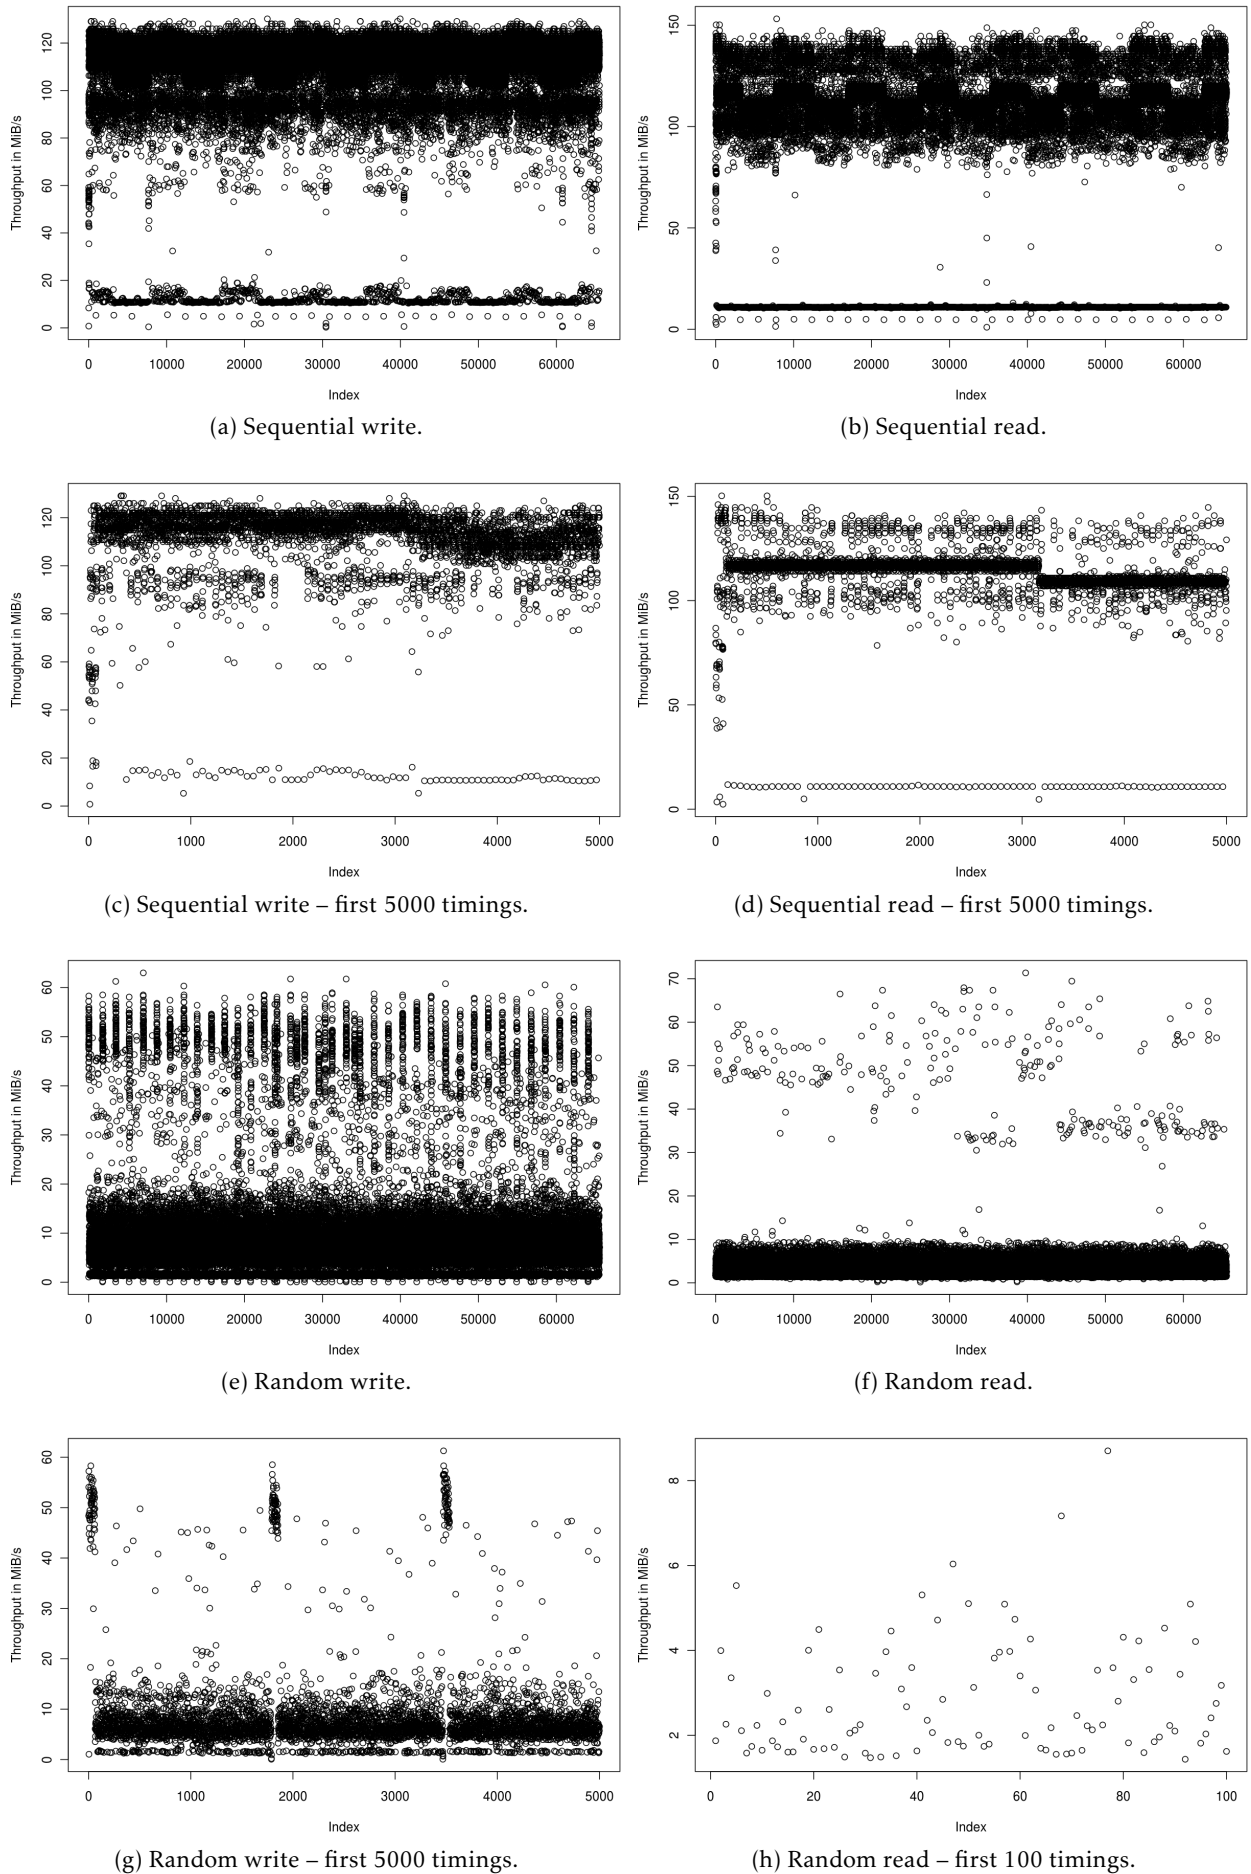 Throughput in MiB/s
0 20 40 60 80 100 120
0 10000 20000 30000 40000 50000 60000
Index
(a) Sequential write.
Throughput in MiB/s
0 50 100 150
0 10000 20000 30000 40000 50000 60000
Index
(b) Sequential read.
Throughput in MiB/s
0 20 40 60 80 100 120
0 1000 2000 3000 4000 5000
Index
(c) Sequential write – first 5000 timings.
Throughput in MiB/s
0 50 100 150
0 1000 2000 3000 4000 5000
Index
(d) Sequential read – first 5000 timings.
Throughput in MiB/s
0 10 20 30 40 50 60
0 10000 20000 30000 40000 50000 60000
Index
(e) Random write.
Throughput in MiB/s
0 10 20 30 40 50 60 70
0 10000 20000 30000 40000 50000 60000
Index
(f) Random read.
Throughput in MiB/s
0 10 20 30 40 50 60
0 1000 2000 3000 4000 5000
Index
(g) Random write – first 5000 timings.
Throughput in MiB/s
2 4 6 8
0 20 40 60 80 100
Index
(h) Random read – first 100 timings.